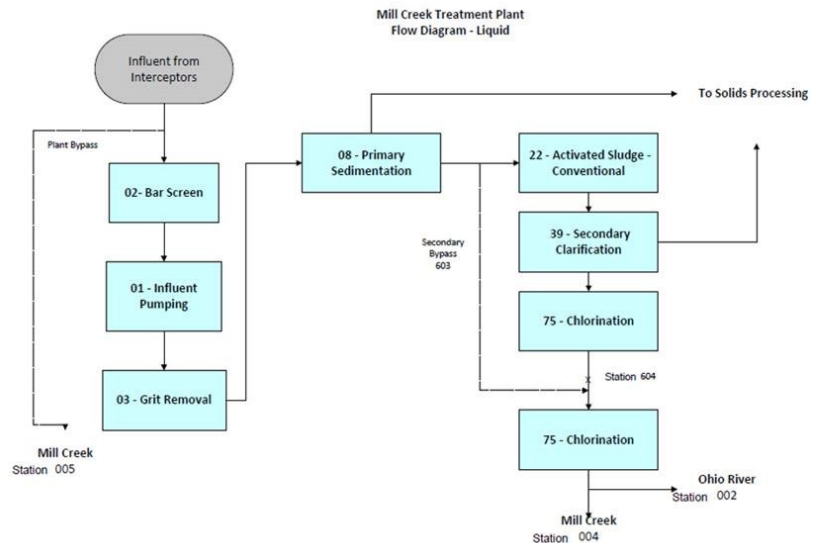 Mill Creek Treatment Plant
Flow Diagram - Liquid
Influent from
Interceptors
To Solids Processing
Plant Bypass
08 - Primary
Sedimentation
22 - Activated Sludge -
Conventional
02- Bar Screen
39 - Secondary
Clarification
Secondary
Bypass
603
01 - Influent
Pumping
75 - Chlorination
Station 604
03 - Grit Removal
75 - Chlorination
Mill Creek
Station 005
Ohio River
Station 002
Mill Creek
Station 004